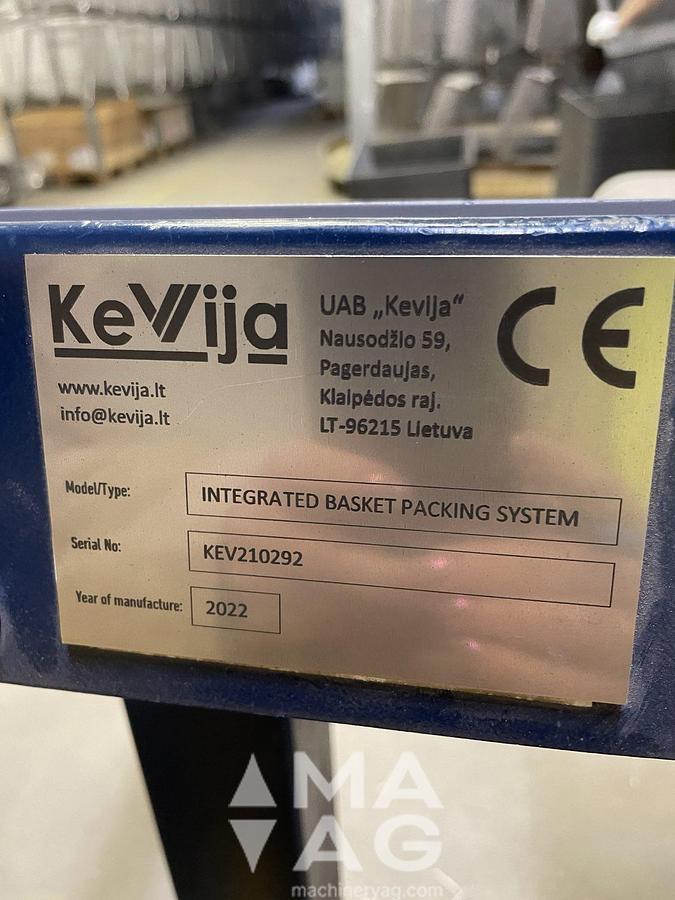 KeVija
www.kevija.lt
info@kevija.lt
UAB „Kevija“
Nausodžio 59,
Pagerdaujas,
Klaipėdos raj.
LT-96215 Lietuva
CE
Model/Type: INTEGRATED BASKET PACKING SYSTEM
Serial No: KEV210292
Year of manufacture: 2022
MA
AG
machineryag.com